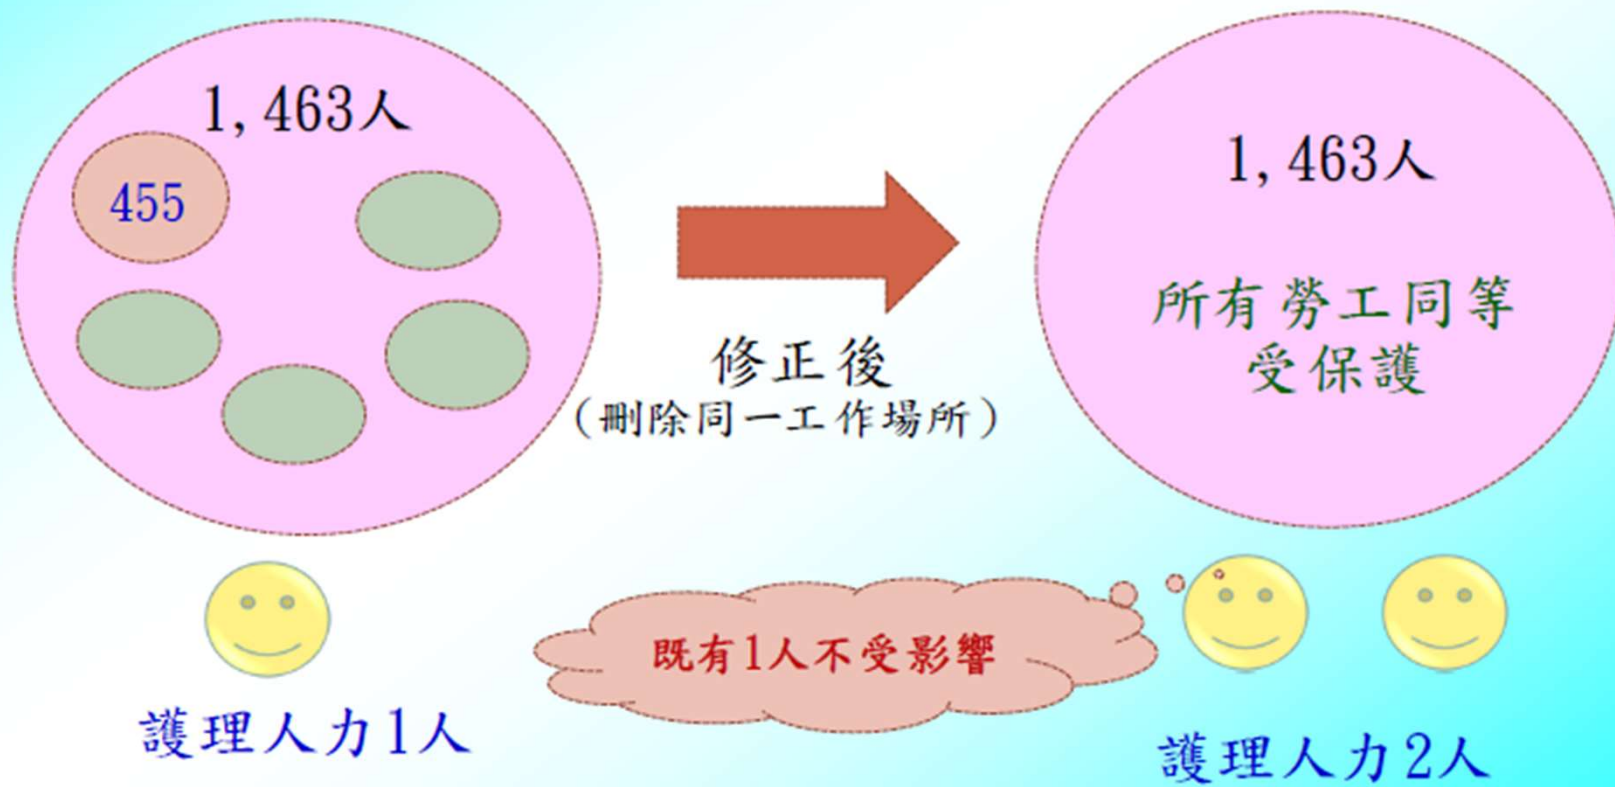 1,463人
455
護理人力1人
修正後
(刪除同一工作場所)
既有1人不受影響
1,463人
所有勞工同等
受保護
護理人力2人